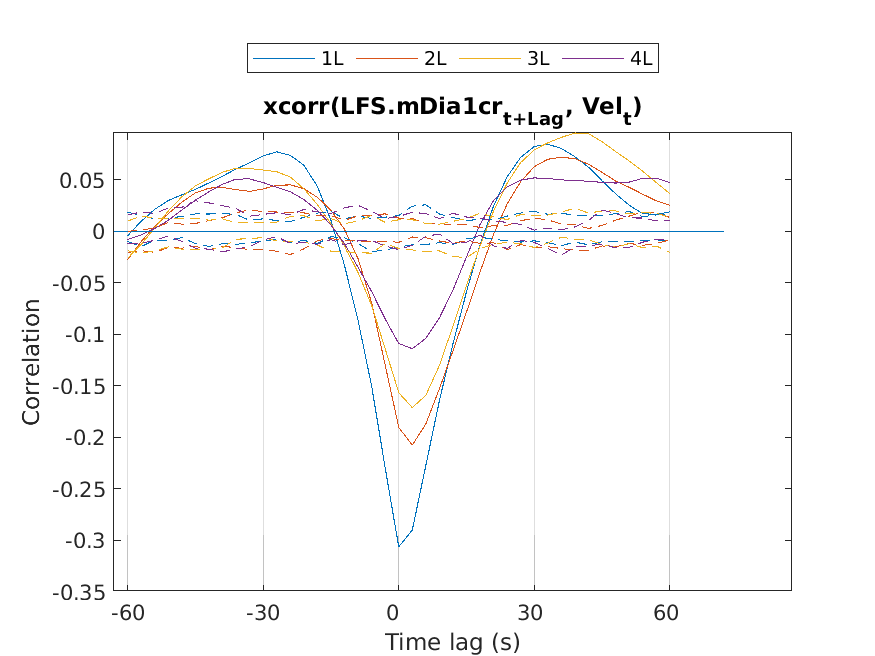 1L 2L 3L 4L
xcorr(LFS.mDia1cr_{t+Lag}, Vel_t)
0.05
0
-0.05
-0.1
-0.15
-0.2
-0.25
-0.3
-0.35
Correlation
-60 -30 0 30 60
Time lag (s)